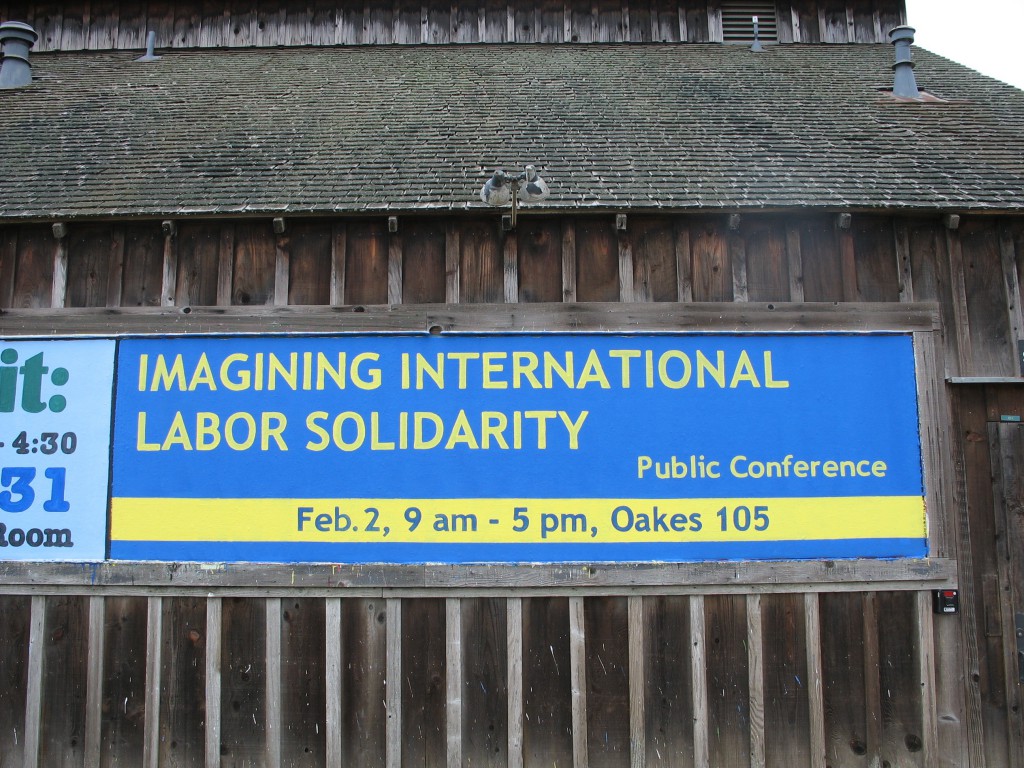 it:
- 4:30
31
Room
IMAGINING INTERNATIONAL
LABOR SOLIDARITY
Public Conference
Feb. 2, 9 am - 5 pm, Oakes 105